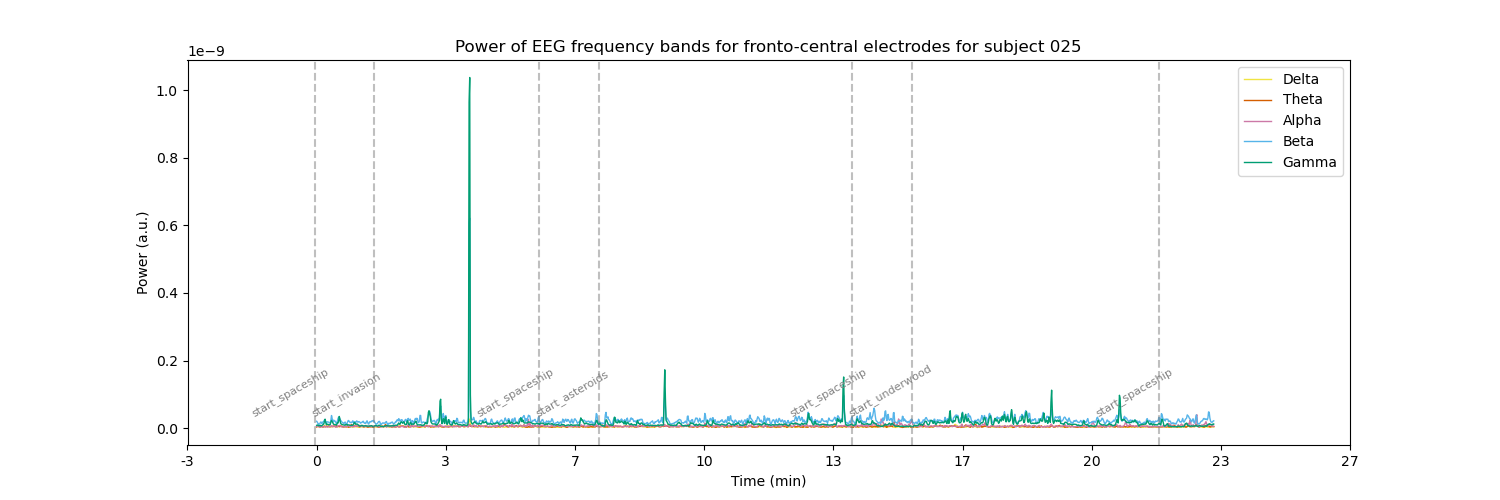 Power of EEG frequency bands for fronto-central electrodes for subject 025
1e−9
1.0
0.8
0.6
0.4
0.2
0.0
Power (a.u.)
Delta
Theta
Alpha
Beta
Gamma
start_spaceship
start_invasion
start_spaceship
start_asteroids
start_spaceship
start_underwood
start_spaceship
-3
0
3
7
10
13
17
20
23
27
Time (min)